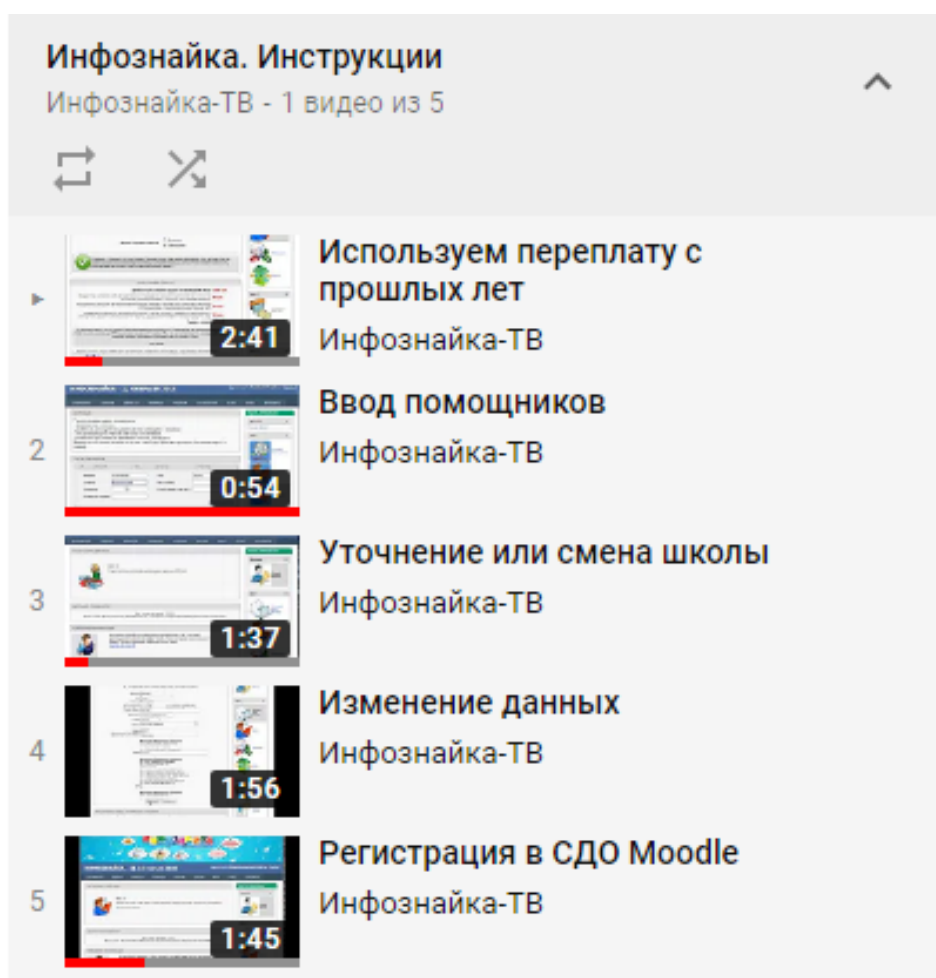 Инфознайка. Инструкции
Инфознайка-ТВ - 1 видео из 5
Используем переплату с
прошлых лет
2:41
Инфознайка-ТВ
2
Ввод помощников
0:54
Инфознайка-ТВ
3
Уточнение или смена школы
1:37
Инфознайка-ТВ
4
Изменение данных
1:56
Инфознайка-ТВ
5
Регистрация в СДО Moodle
1:45
Инфознайка-ТВ